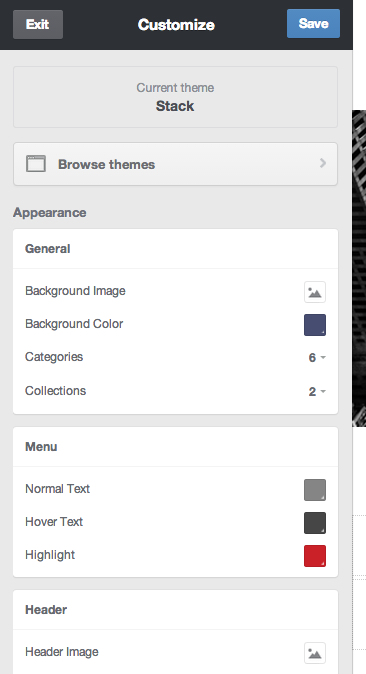 Exit
Customize
Save
Current theme
Stack
Browse themes
Appearance
General
Background Image
Background Color
Categories 6
Collections 2
Menu
Normal Text
Hover Text
Highlight
Header
Header Image